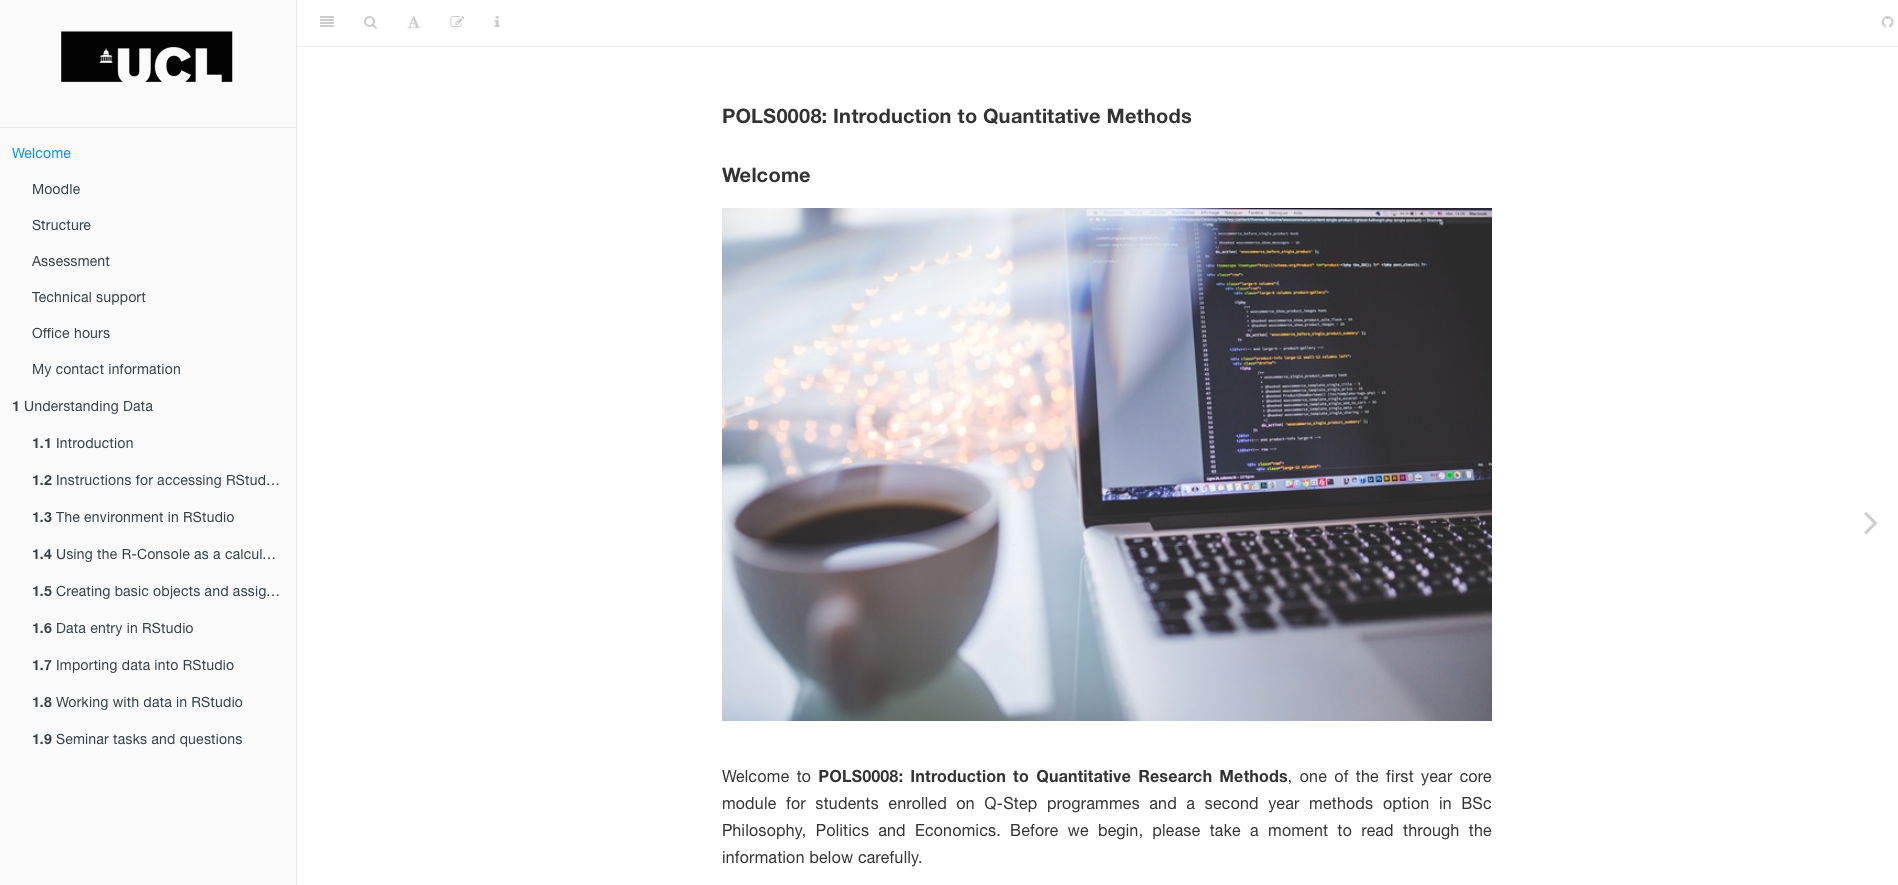 UCL
Welcome
Moodle
Structure
Assessment
Technical support
Office hours
My contact information
1 Understanding Data
1.1 Introduction
1.2 Instructions for accessing RStud...
1.3 The environment in RStudio
1.4 Using the R-Console as a calcul...
1.5 Creating basic objects and assig...
1.6 Data entry in RStudio
1.7 Importing data into RStudio
1.8 Working with data in RStudio
1.9 Seminar tasks and questions
POLS0008: Introduction to Quantitative Methods
Welcome
Welcome to POLS0008: Introduction to Quantitative Research Methods, one of the first year core
module for students enrolled on Q-Step programmes and a second year methods option in BSc
Philosophy, Politics and Economics. Before we begin, please take a moment to read through the
information below carefully.